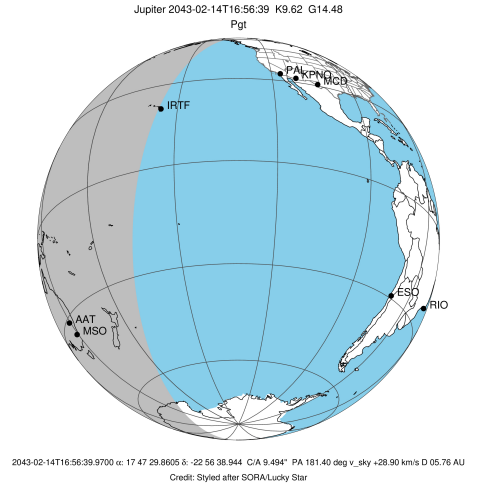 Jupiter 2043-02-14T16:56:39  K9.62  G14.48
Pgt
PAL
KPNO
MCD
IRTF
ESO
RIO
AAT
MSO
2043-02-14T16:56:39.9700 α: 17 47 29.8605 δ: -22 56 38.944  C/A 9.494"  PA 181.40 deg v_sky +28.90 km/s D 05.76 AU
Credit: Styled after SORA/Lucky Star